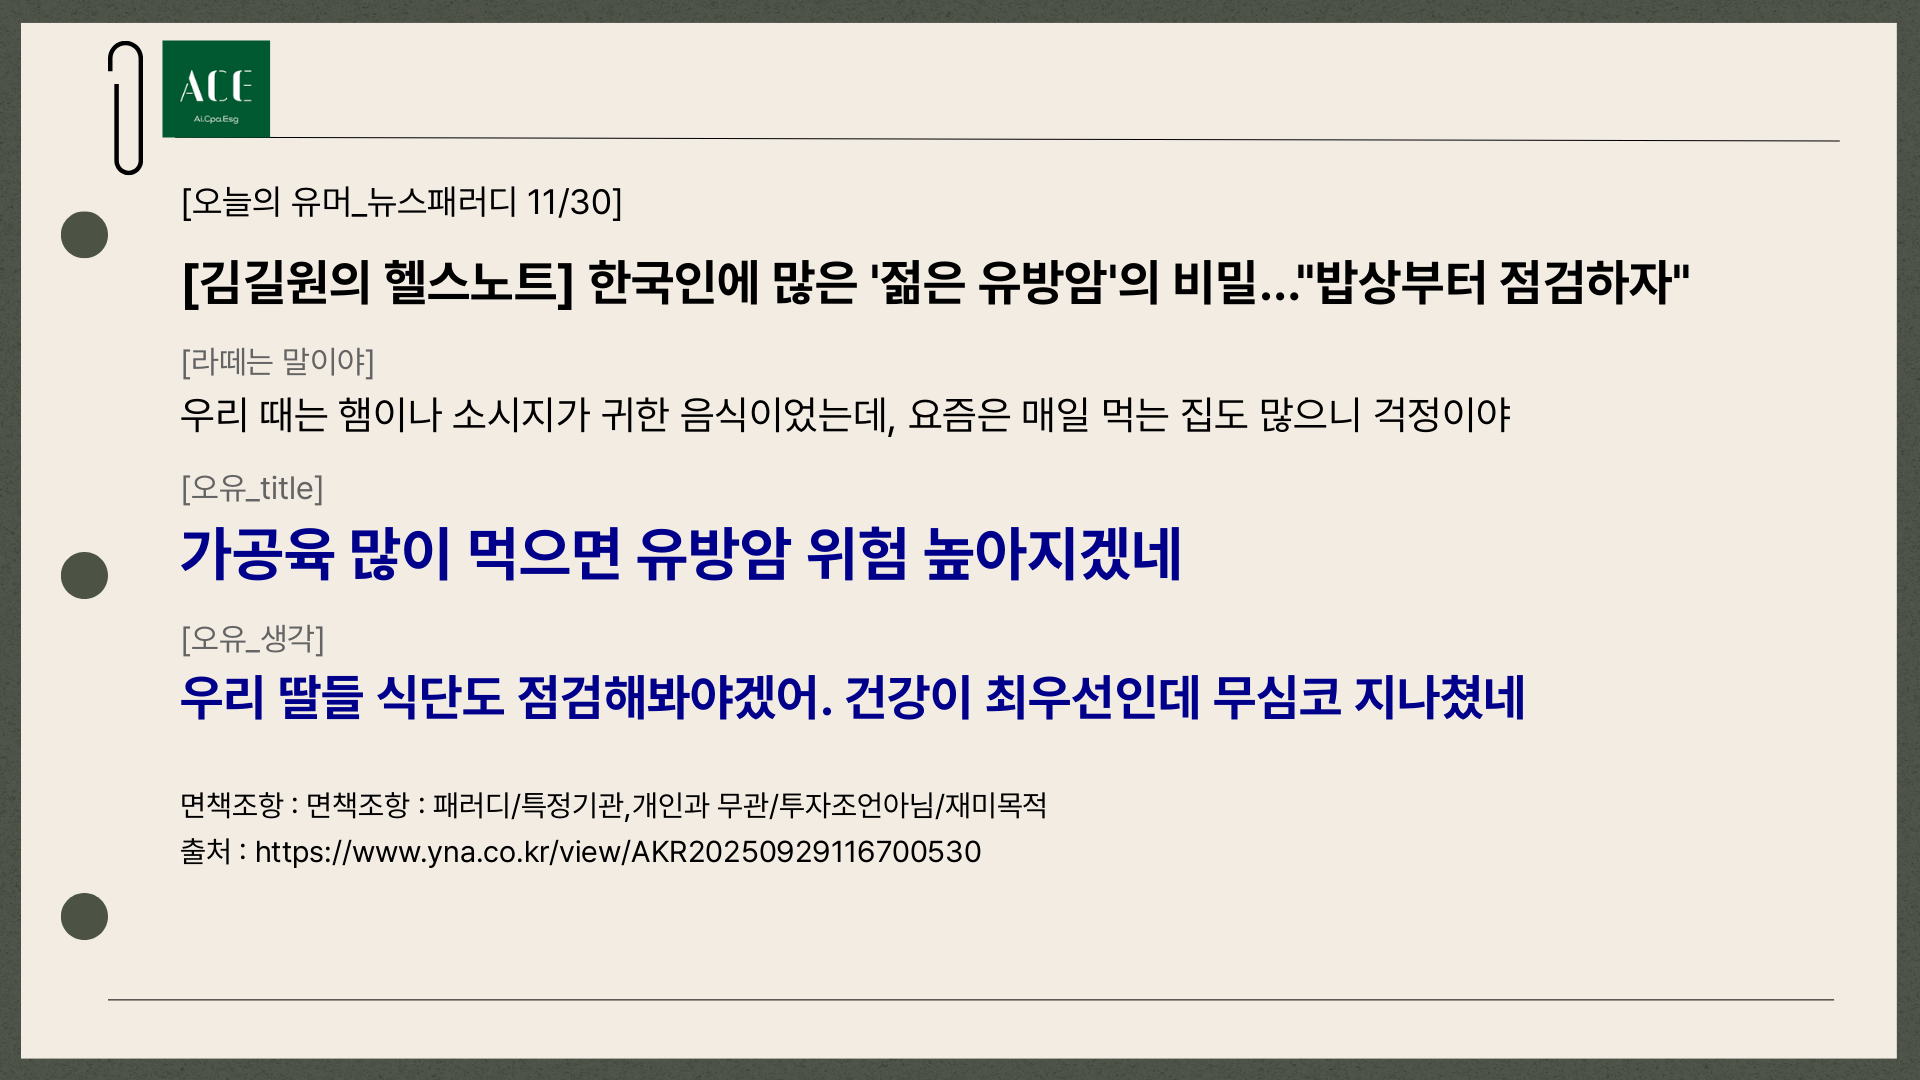 ACE
Ai.Cpa.Esg
[오늘의 유머_뉴스패러디 11/30]
[김길원의 헬스노트] 한국인에 많은 '젊은 유방암'의 비밀..."밥상부터 점검하자"
[라떼는 말이야]
우리 때는 햄이나 소시지가 귀한 음식이었는데, 요즘은 매일 먹는 집도 많으니 걱정이야
[오유_title]
가공육 많이 먹으면 유방암 위험 높아지겠네
[오유_생각]
우리 딸들 식단도 점검해봐야겠어. 건강이 최우선인데 무심코 지나쳤네
면책조항 : 면책조항 : 패러디/특정기관,개인과 무관/투자조언아님/재미목적
출처 : https://www.yna.co.kr/view/AKR20250929116700530